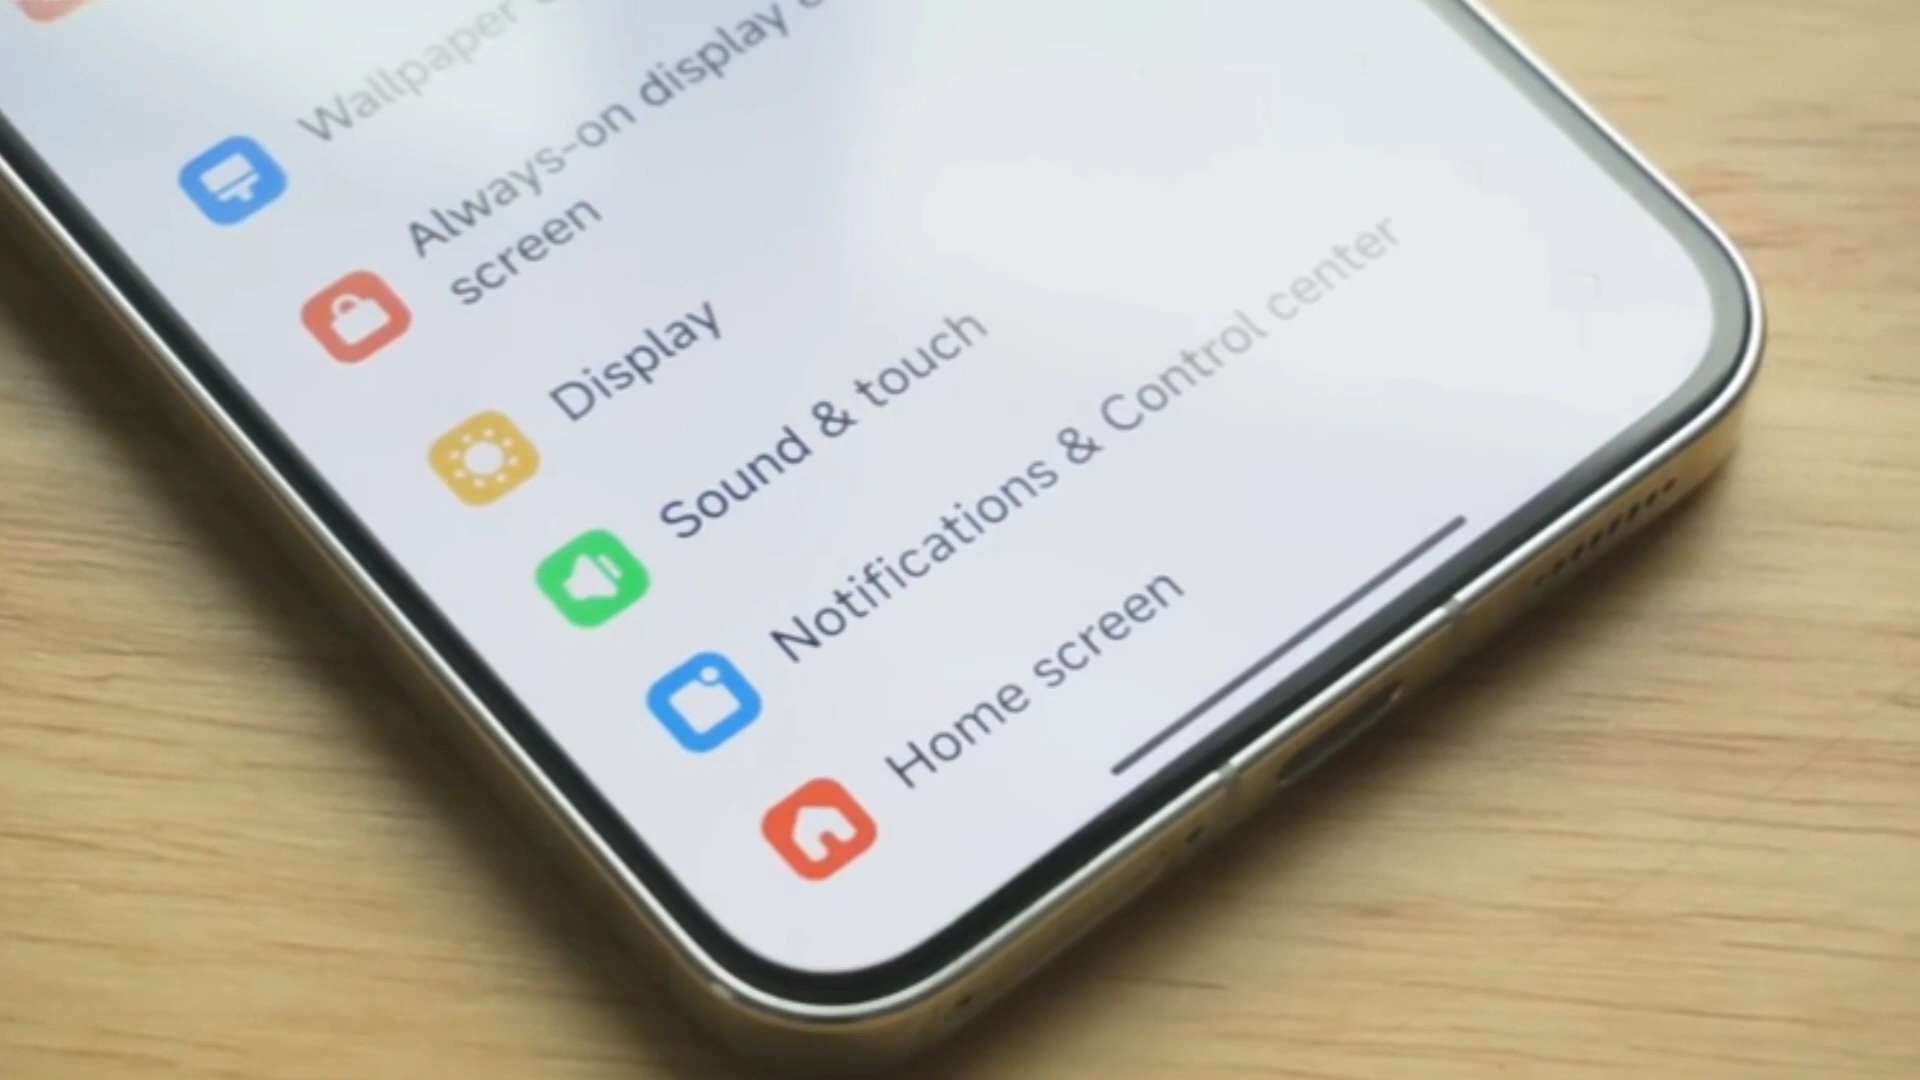 Wallpaper
Always-on display
screen
Display
Sound & touch
Notifications & Control center
Home screen